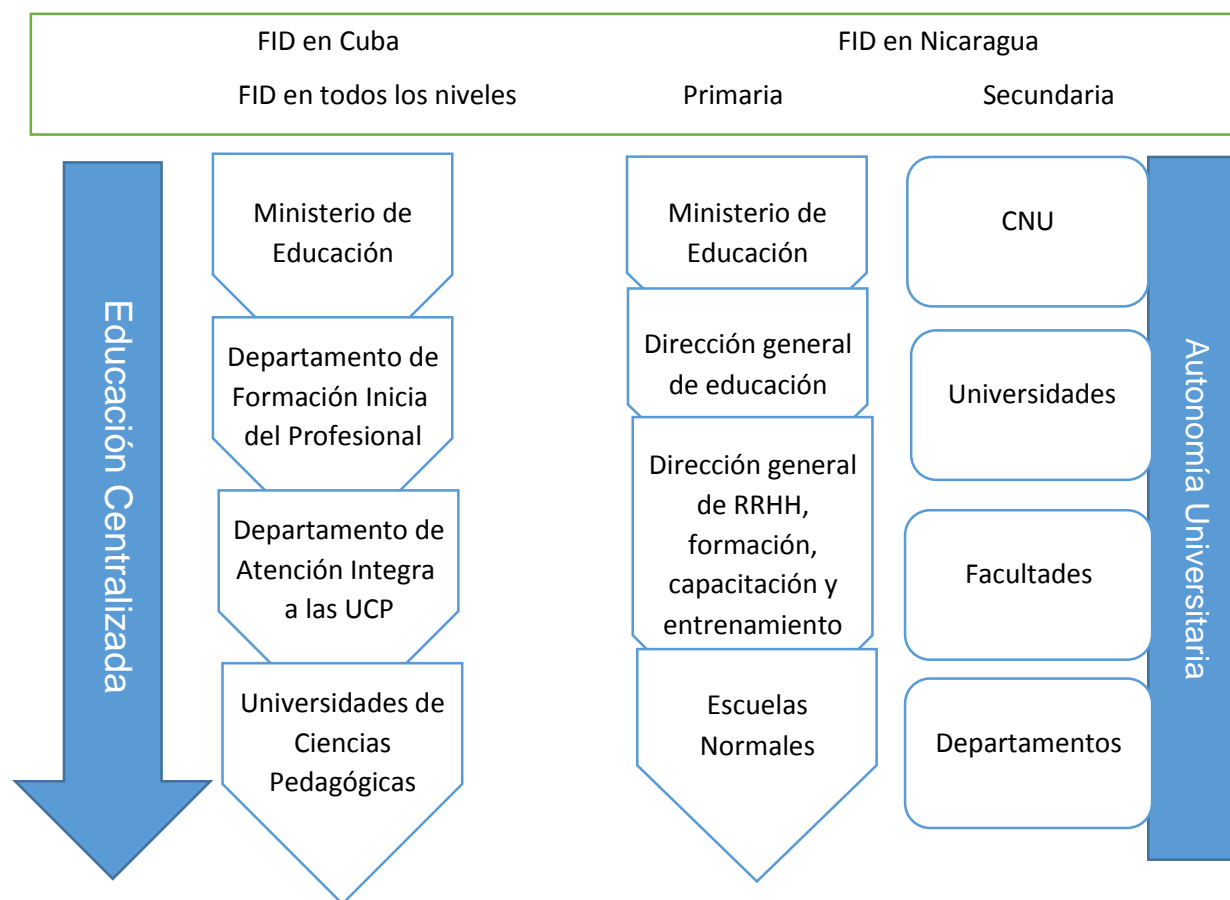 FID en Cuba
FID en Nicaragua
FID en todos los niveles
Primaria
Secundaria
Educación Centralizada
Ministerio de
Educación
Departamento de
Formación Inicia
del Profesional
Departamento de
Atención Integra
a las UCP
Universidades de
Ciencias
Pedagógicas
Ministerio de
Educación
Dirección general
de educación
Dirección general
de RRHH,
formación,
capacitación y
entrenamiento
Escuelas
Normales
CNU
Universidades
Facultades
Departamentos
Autonomía Universitaria